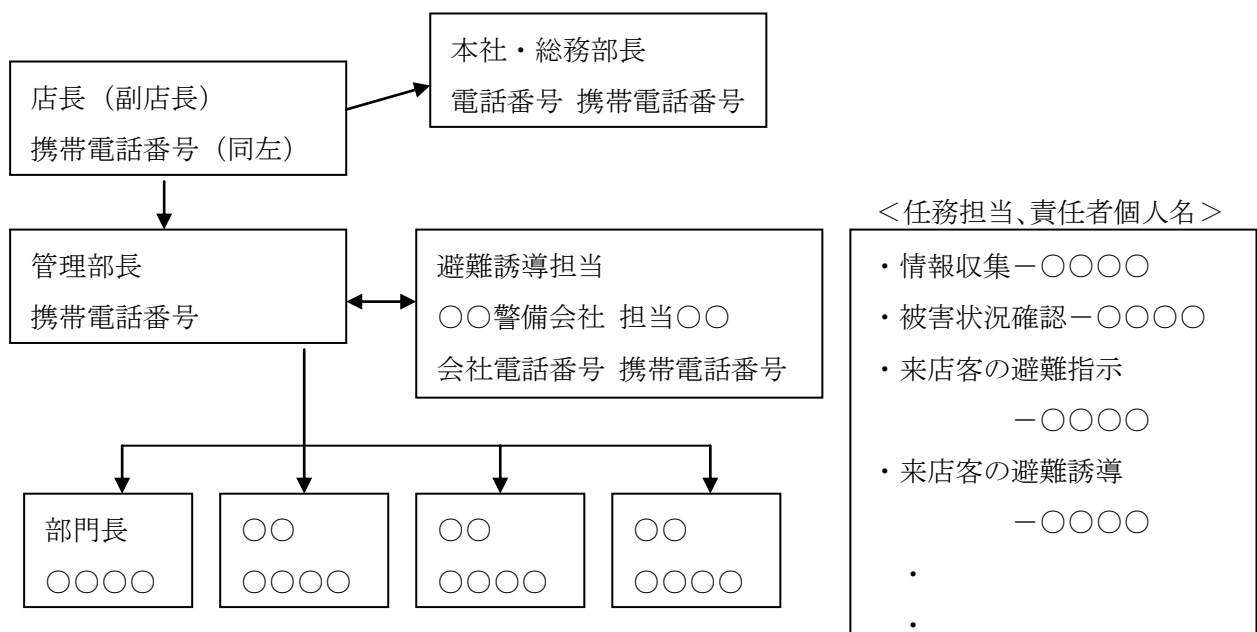 本社・総務部長
電話番号 携帯電話番号
店長（副店長）
携帯電話番号（同左）
管理部長
携帯電話番号
避難誘導担当
○○警備会社 担当○○
会社電話番号 携帯電話番号
部門長
○○○○
○○
○○○○
○○
○○○○
○○
○○○○
＜任務担当、責任者個人名＞
・情報収集－○○○○
・被害状況確認－○○○○
・来店客の避難指示
－○○○○
・来店客の避難誘導
－○○○○
・
・